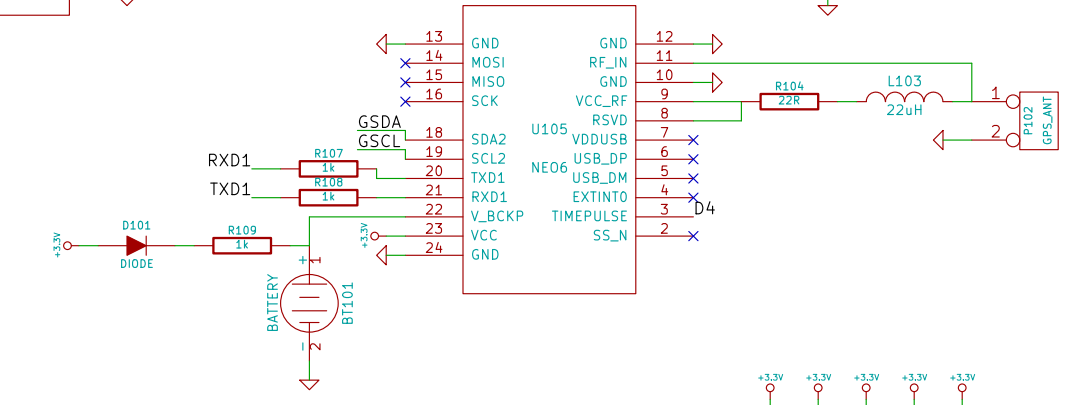 13 GND GND 12
14 MOSI RF_IN 11
15 MISO GND 10
16 SCK VCC_RF 9
RSVD 8
R104
22R
L103
22uH
1
2
P102
GPS_ANT
GSDA
18 SDA2
GSCL
19 SCL2
U105
NEO6
VDDUSB 7
USB_DP 6
USB_DM 5
EXTINT0 4
TIMEPULSE 3
D4
SS_N 2
RXD1
R107
1k
20 TXD1
TXD1
R108
1k
21 RXD1
22 V_BCKP
+3.3V
23 VCC
24 GND
+3.3V
D101
DIODE
R109
1k
+
1
BATTERY
BT101
−
2
+3.3V +3.3V +3.3V +3.3V +3.3V